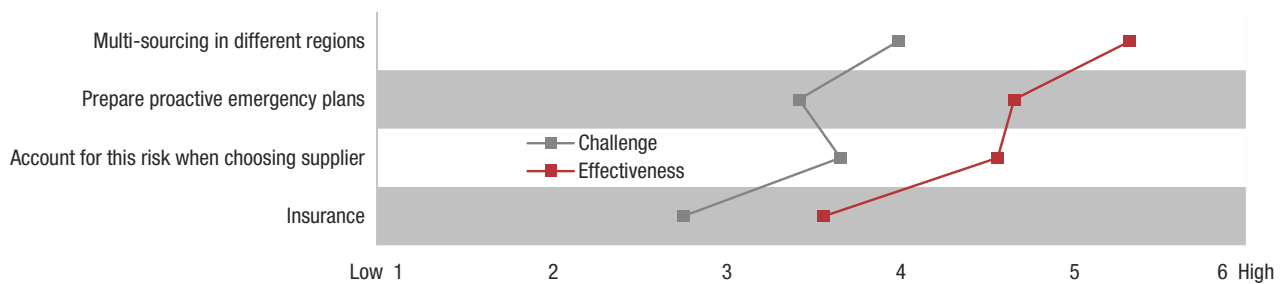 Multi-sourcing in different regions
Prepare proactive emergency plans
Account for this risk when choosing supplier
Insurance
Challenge
Effectiveness
Low 1 2 3 4 5 6 High